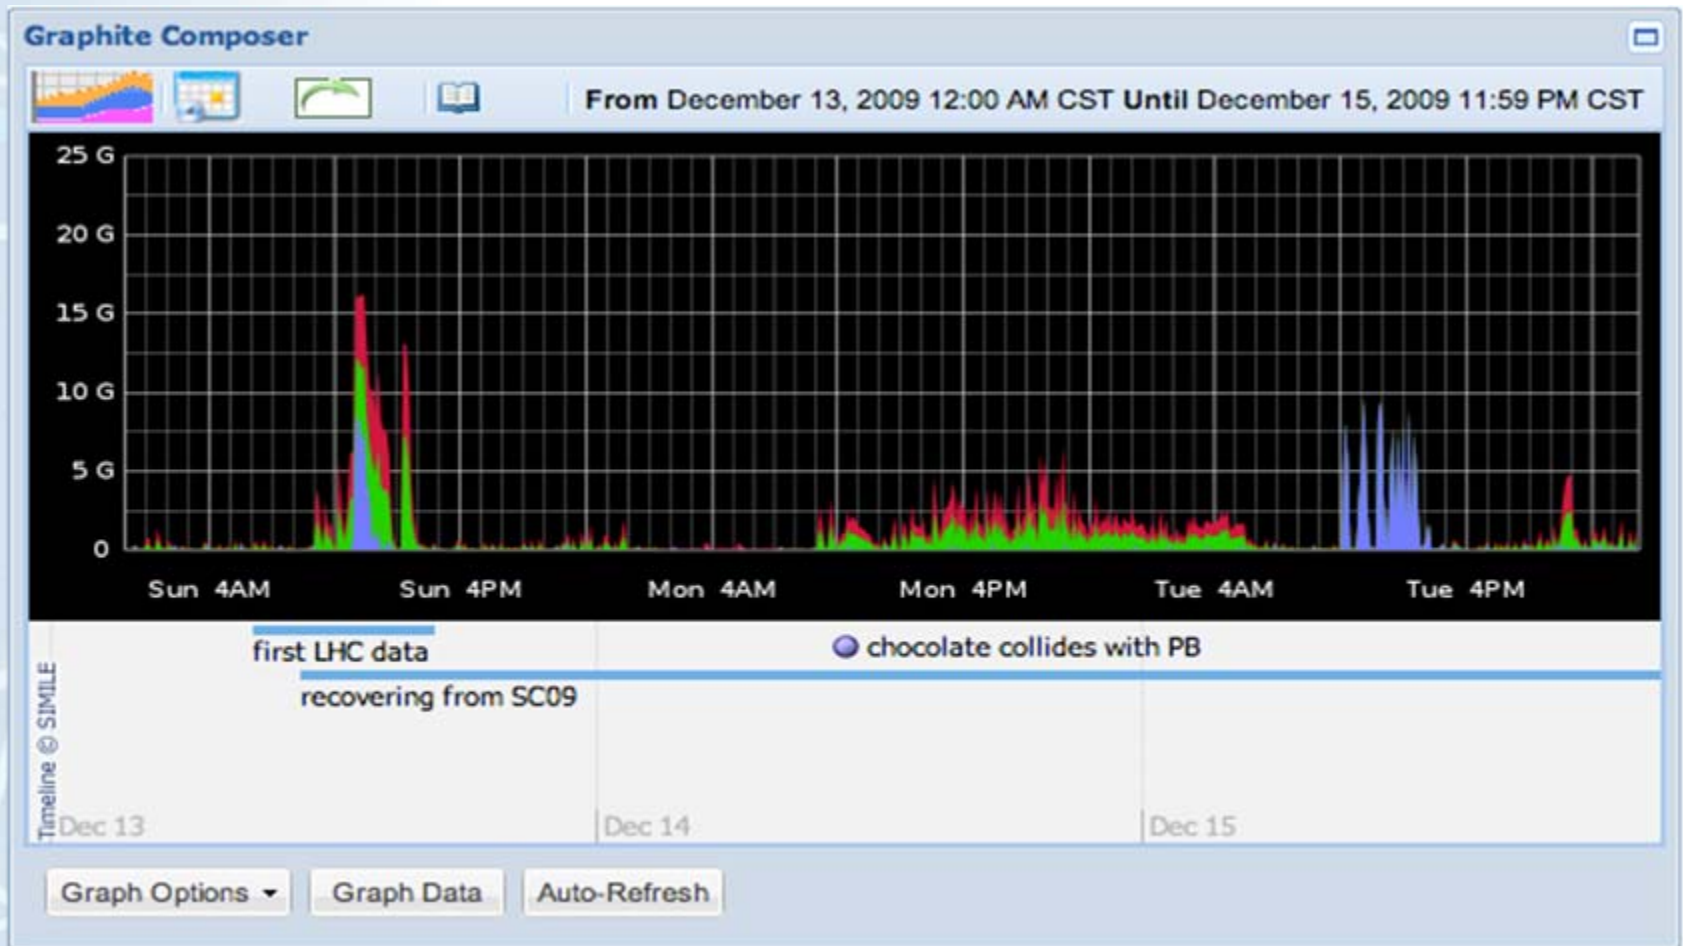 Graphite Composer
From December 13, 2009 12:00 AM CST Until December 15, 2009 11:59 PM CST
25 G
20 G
15 G
10 G
5 G
0
Sun 4AM Sun 4PM Mon 4AM Mon 4PM Tue 4AM Tue 4PM
first LHC data
chocolate collides with PB
recovering from SC09
Timeline © SIMILE
Dec 13 Dec 14 Dec 15
Graph Options Graph Data Auto-Refresh